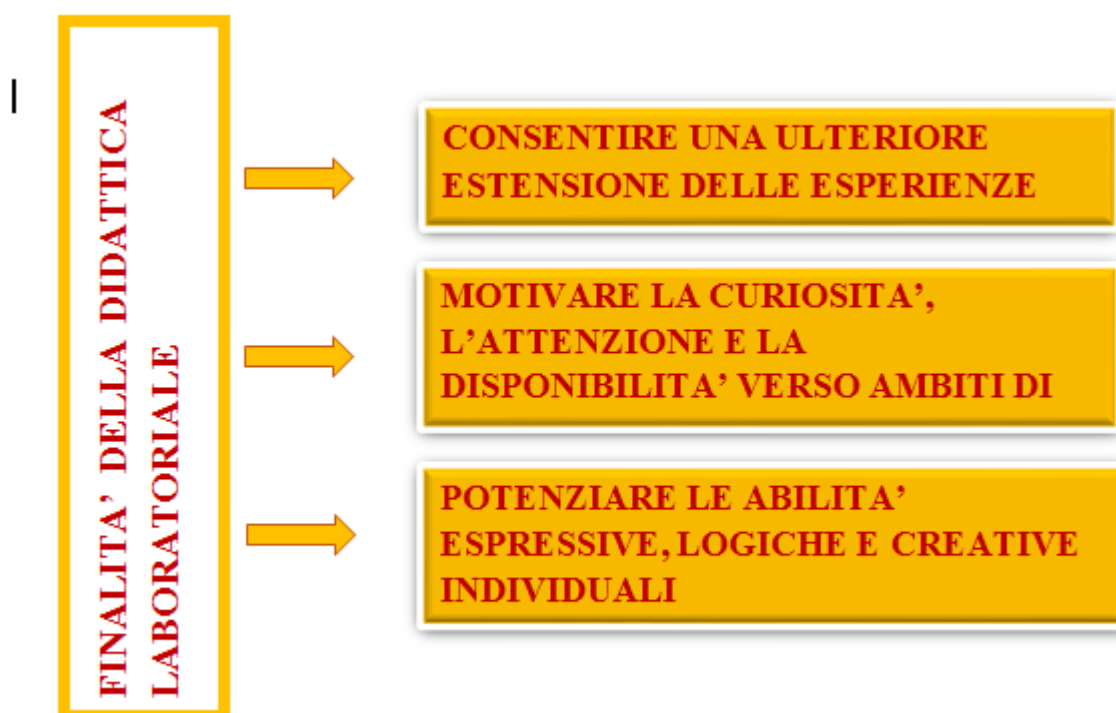 FINALITA’ DELLA DIDATTICA
LABORATORIALE
CONSENTIRE UNA ULTERIORE
ESTENSIONE DELLE ESPERIENZE
MOTIVARE LA CURIOSITA’,
L’ATTENZIONE E LA
DISPONIBILITA’ VERSO AMBITI DI
POTENZIARE LE ABILITA’
ESPRESSIVE, LOGICHE E CREATIVE
INDIVIDUALI